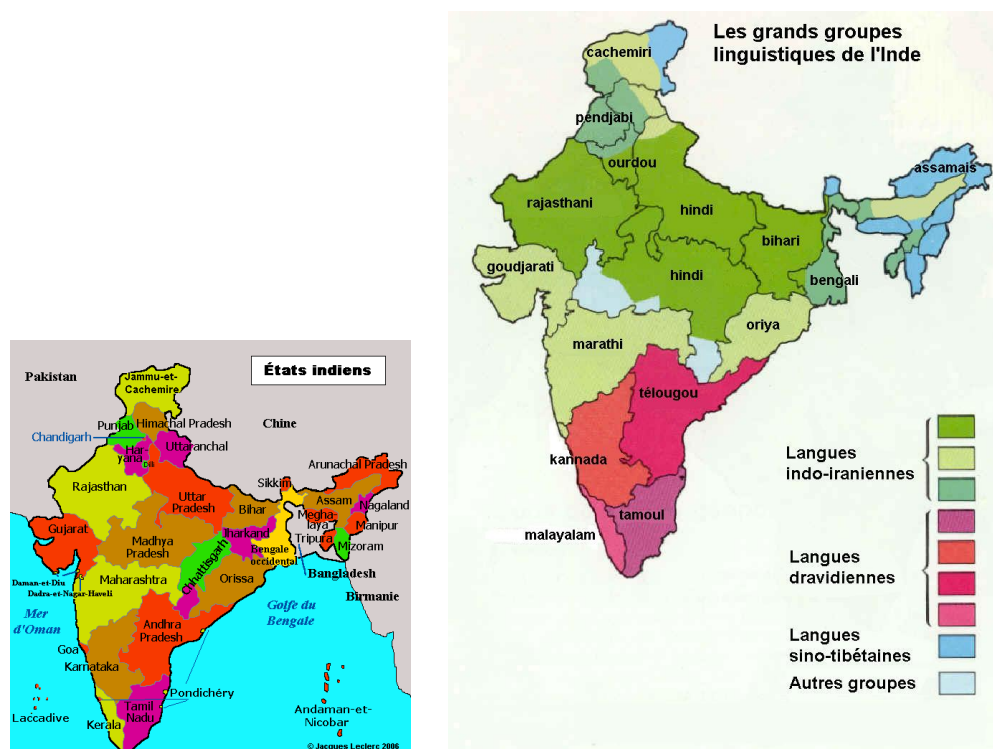 États indiens
Pakistan
Jammu-et-
Cachemire
Chine
Punjab
Himachal Pradesh
Chandigarh
Uttaranchal
Har-
yana
Rajasthan
Arunachal Pradesh
Sikkim
Uttar
Pradesh
Bihar
Assam
Nagaland
Megha-
laya
Manipur
Gujarat
Madhya
Pradesh
Jharkand
Tripura
Mizoram
Bengale
occidental
Chhattisgarh
Daman-et-Diu
Dadra-et-Nagar-Haveli
Maharashtra
Orissa
Bangladesh
Birmanie
Mer
d'Oman
Golfe du
Bengale
Andhra
Pradesh
Goa
Karnataka
Pondichéry
Laccadive
Kerala
Tamil
Nadu
Andaman-et-
Nicobar
© Jacques Leclerc 2006
Les grands groupes
linguistiques de l'Inde
cachemiri
pendjabi
ourdou
assamais
rajasthani
hindi
bihari
goudjarati
hindi
bengali
oriya
marathi
télougou
kannada
tamoul
malayalam
Langues
indo-iraniennes
Langues
dravidiennes
Langues
sino-tibétaines
Autres groupes